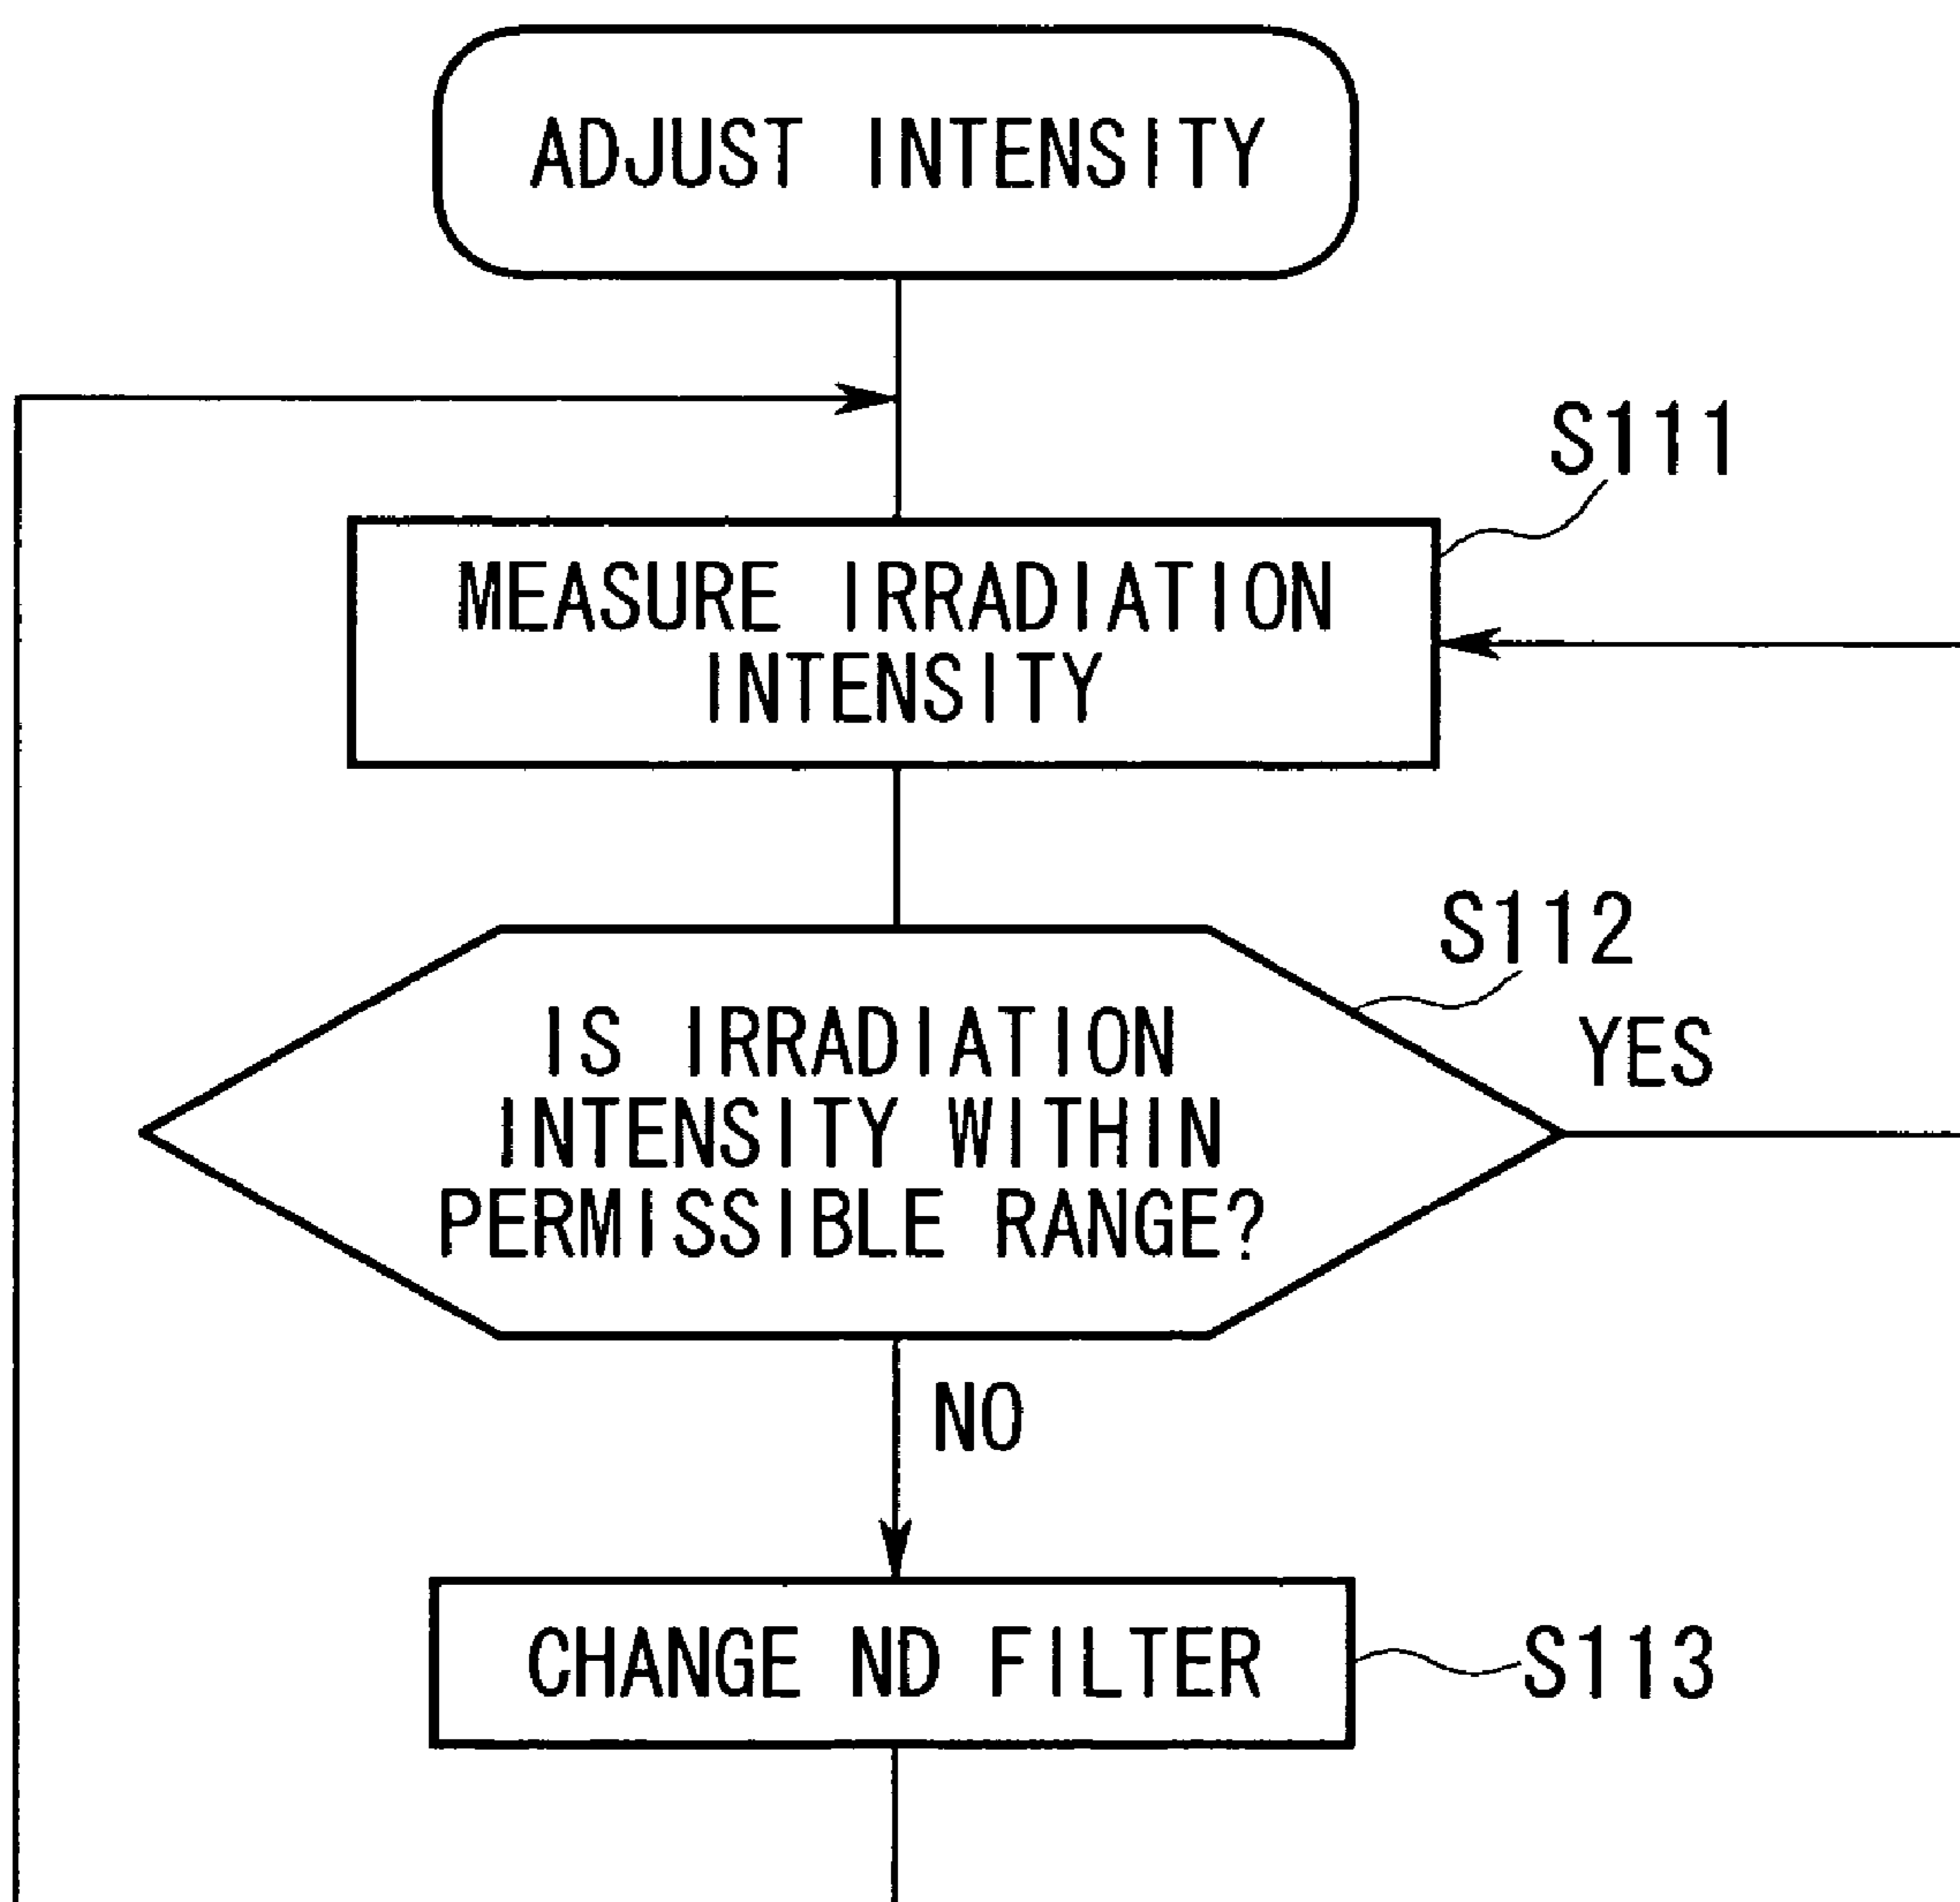 ADJUST INTENSITY
S111
MEASURE IRRADIATION
INTENSITY
S112
IS IRRADIATION
INTENSITY WITHIN
PERMISSIBLE RANGE?
YES
NO
CHANGE ND FILTER
S113